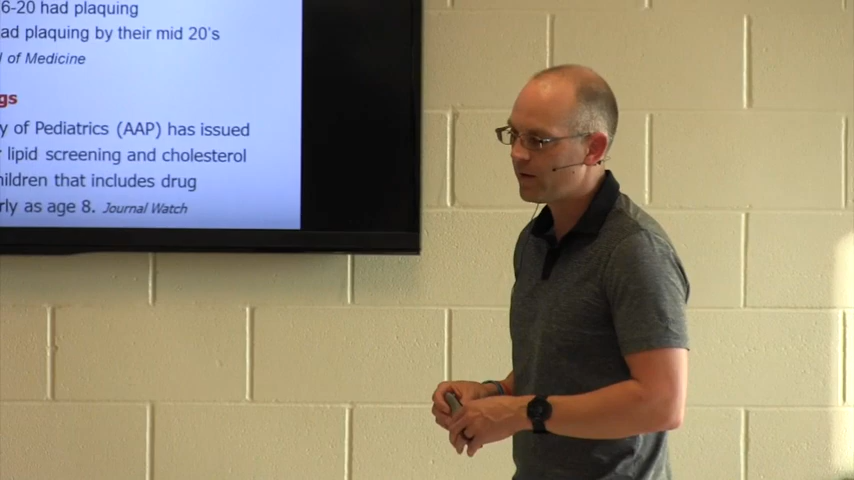 6-20 had plaquing
ad plaquing by their mid 20's
of Medicine
gs
y of Pediatrics (AAP) has issued
lipid screening and cholesterol
hildren that includes drug
rly as age 8. Journal Watch